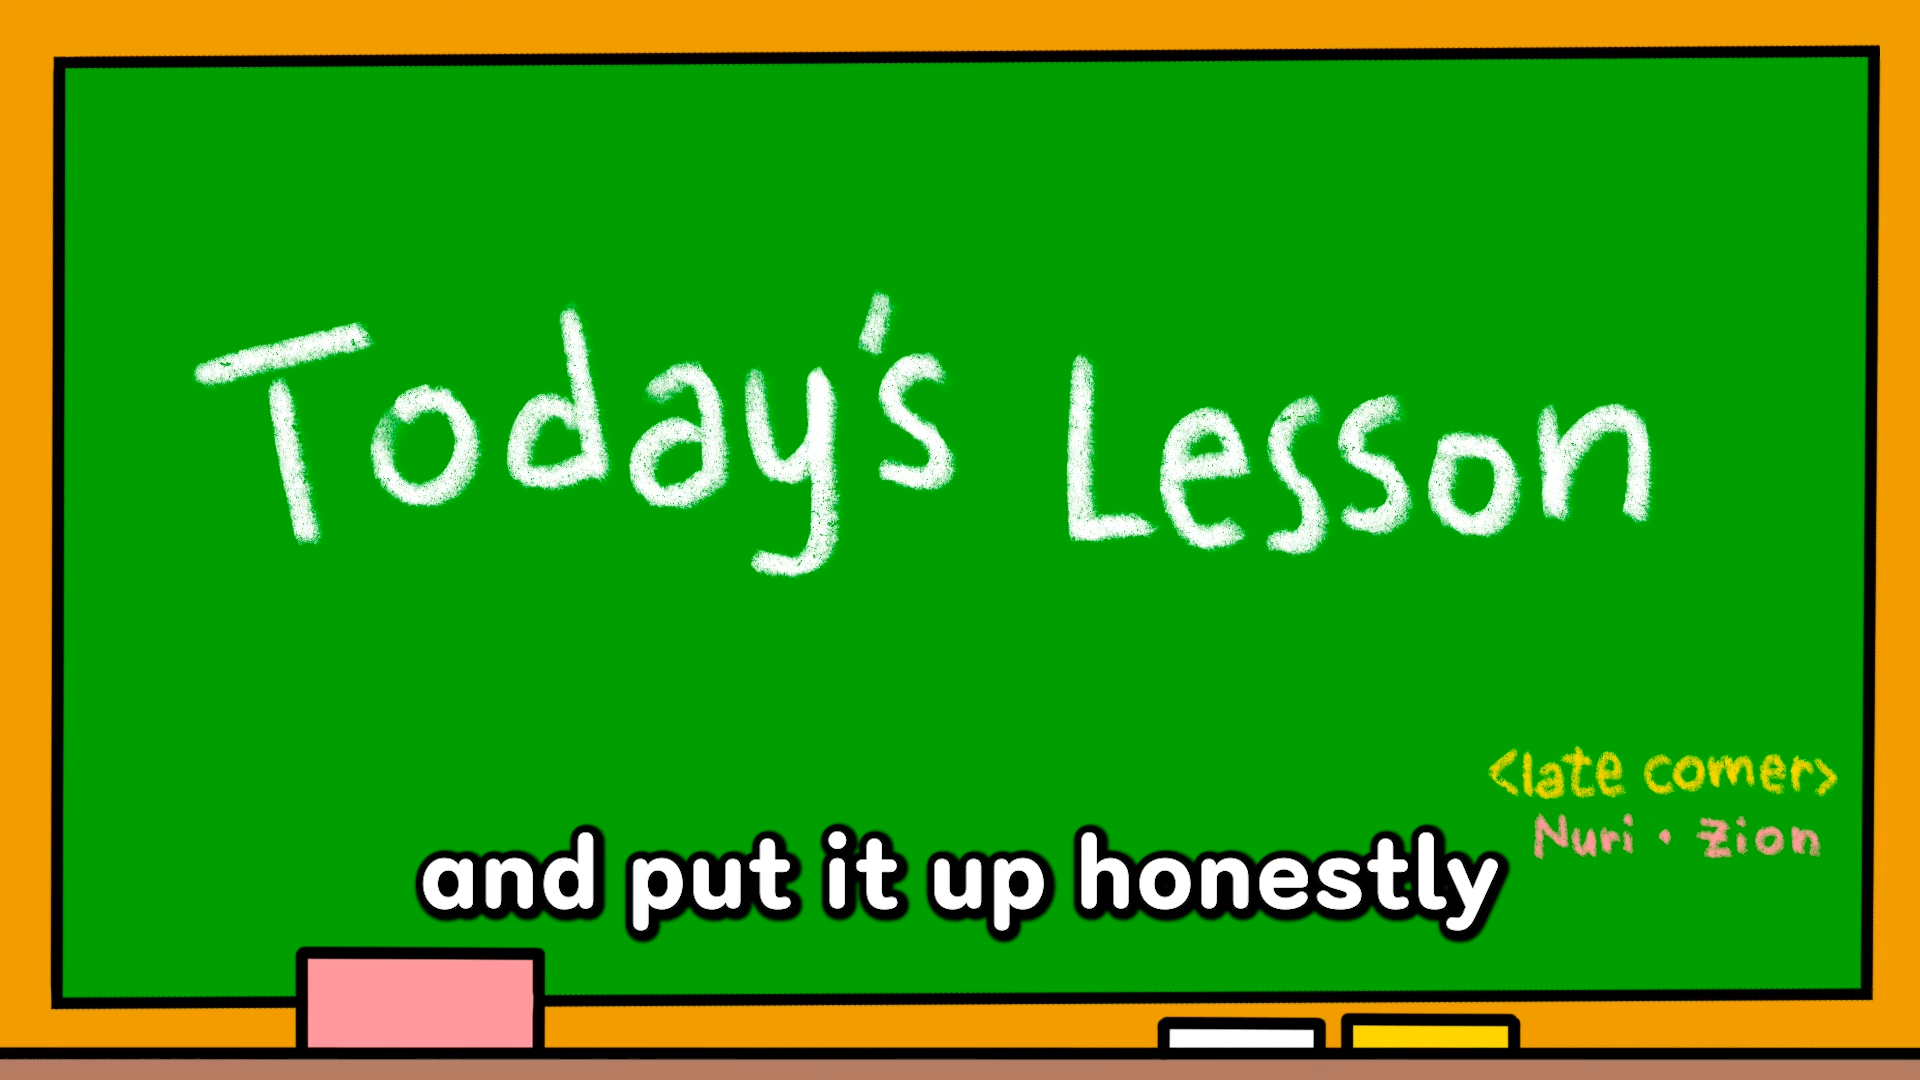 Today's Lesson
<late comer>
Nuri · Zion
and put it up honestly